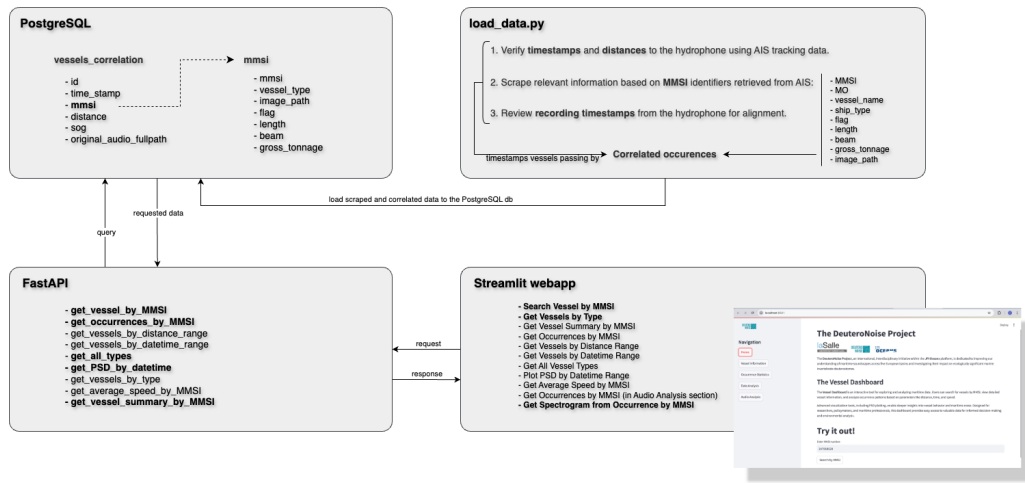 PostgreSQL
vessels_correlation
- id
- time_stamp
- mmsi
- distance
- sog
- original_audio_fullpath
mmsi
- mmsi
- vessel_type
- image_path
- flag
- length
- beam
- gross_tonnage
load_data.py
1. Verify timestamps and distances to the hydrophone using AIS tracking data.
2. Scrape relevant information based on MMSI identifiers retrieved from AIS:
3. Review recording timestamps from the hydrophone for alignment.
- MMSI
- MO
- vessel_name
- ship_type
- flag
- length
- beam
- gross_tonnage
- image_path
timestamps vessels passing by
Correlated occurences
load scraped and correlated data to the PostgreSQL db
requested data
query
FastAPI
- get_vessel_by_MMSI
- get_occurrences_by_MMSI
- get_vessels_by_distance_range
- get_vessels_by_datetime_range
- get_all_types
- get_PSD_by_datetime
- get_vessels_by_type
- get_average_speed_by_MMSI
- get_vessel_summary_by_MMSI
request
response
Streamlit webapp
- Search Vessel by MMSI
- Get Vessels by Type
- Get Vessel Summary by MMSI
- Get Occurrences by MMSI
- Get Vessels by Distance Range
- Get Vessels by Datetime Range
- Get All Vessel Types
- Plot PSD by Datetime Range
- Get Average Speed by MMSI
- Get Occurrences by MMSI (in Audio Analysis section)
- Get Spectrogram from Occurrence by MMSI
Navigation
The DeuteroNoise Project
laSalle
The Vessel Dashboard
Try it out!